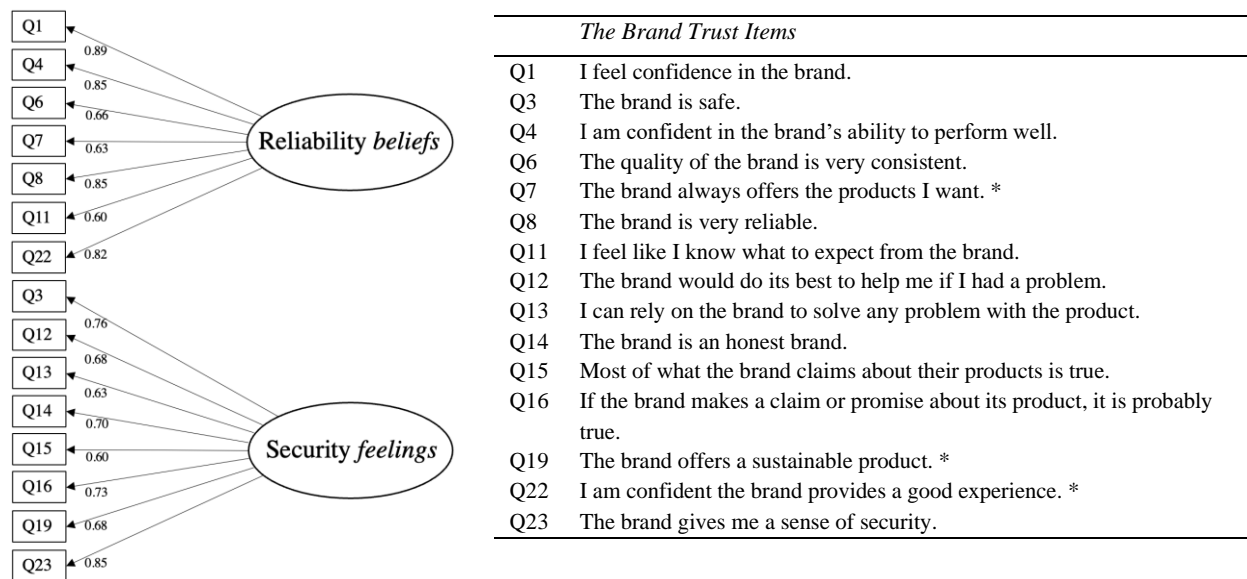 Q1
0.89
Q4
0.85
Q6
0.66
Q7
0.63
Q8
0.85
Q11
0.60
Q22
0.82
Reliability beliefs
Q3
0.76
Q12
0.68
Q13
0.63
Q14
0.70
Q15
0.60
Q16
0.73
Q19
0.68
Q23
0.85
Security feelings
The Brand Trust Items
Q1 I feel confidence in the brand.
Q3 The brand is safe.
Q4 I am confident in the brand's ability to perform well.
Q6 The quality of the brand is very consistent.
Q7 The brand always offers the products I want. *
Q8 The brand is very reliable.
Q11 I feel like I know what to expect from the brand.
Q12 The brand would do its best to help me if I had a problem.
Q13 I can rely on the brand to solve any problem with the product.
Q14 The brand is an honest brand.
Q15 Most of what the brand claims about their products is true.
Q16 If the brand makes a claim or promise about its product, it is probably
true.
Q19 The brand offers a sustainable product. *
Q22 I am confident the brand provides a good experience. *
Q23 The brand gives me a sense of security.